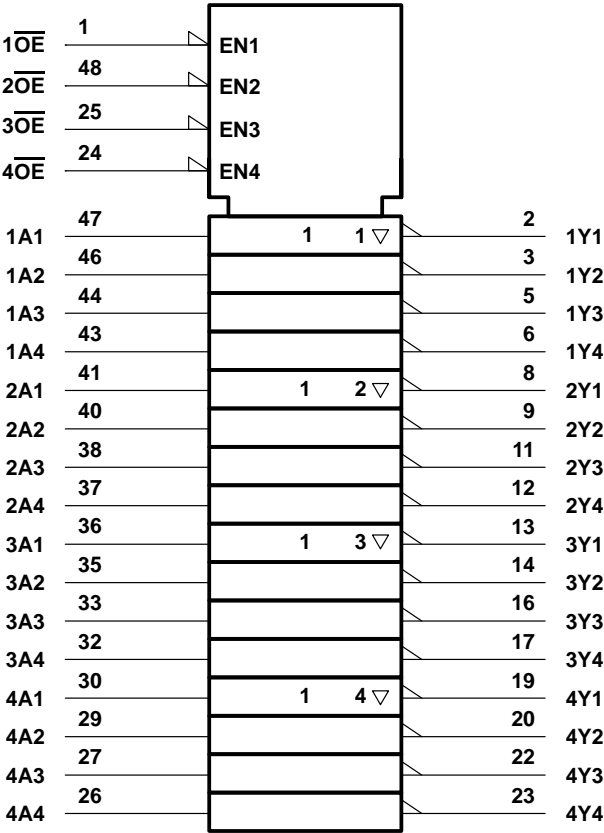 1O̅E̅ 1 EN1
2O̅E̅ 48 EN2
3O̅E̅ 25 EN3
4O̅E̅ 24 EN4
1A1 47 1 1 ▽ 2 1Y1
1A2 46 3 1Y2
1A3 44 5 1Y3
1A4 43 6 1Y4
2A1 41 1 2 ▽ 8 2Y1
2A2 40 9 2Y2
2A3 38 11 2Y3
2A4 37 12 2Y4
3A1 36 1 3 ▽ 13 3Y1
3A2 35 14 3Y2
3A3 33 16 3Y3
3A4 32 17 3Y4
4A1 30 1 4 ▽ 19 4Y1
4A2 29 20 4Y2
4A3 27 22 4Y3
4A4 26 23 4Y4